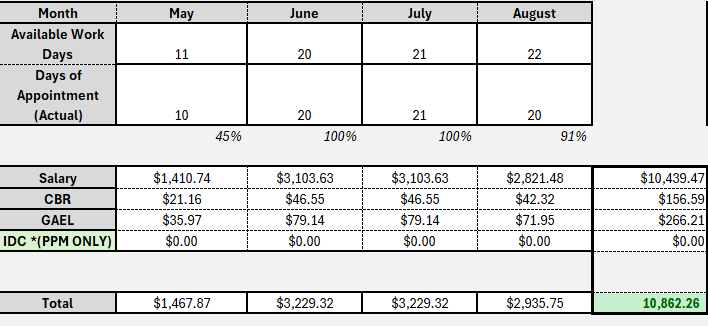 Month May June July August
Available Work
Days 11 20 21 22
Days of
Appointment
(Actual) 10 20 21 20
45% 100% 100% 91%
Salary $1,410.74 $3,103.63 $3,103.63 $2,821.48 $10,439.47
CBR $21.16 $46.55 $46.55 $42.32 $156.59
GAEL $35.97 $79.14 $79.14 $71.95 $266.21
IDC *(PPM ONLY) $0.00 $0.00 $0.00 $0.00 $0.00
Total $1,467.87 $3,229.32 $3,229.32 $2,935.75 10,862.26